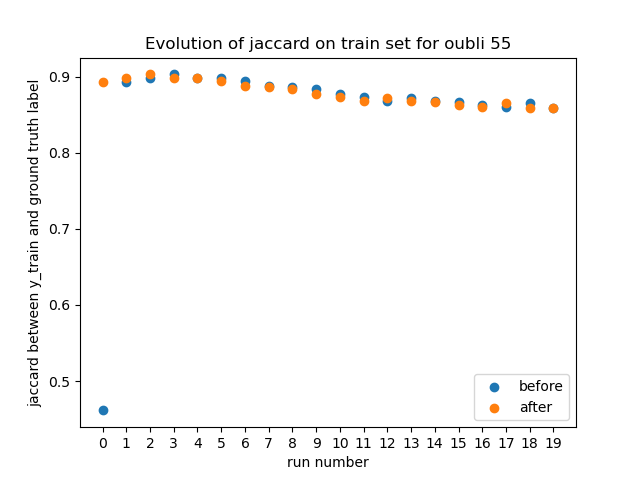 Evolution of jaccard on train set for oubli 55
jaccard between y_train and ground truth label
0.9
0.8
0.7
0.6
0.5
before
after
0 1 2 3 4 5 6 7 8 9 10 11 12 13 14 15 16 17 18 19
run number